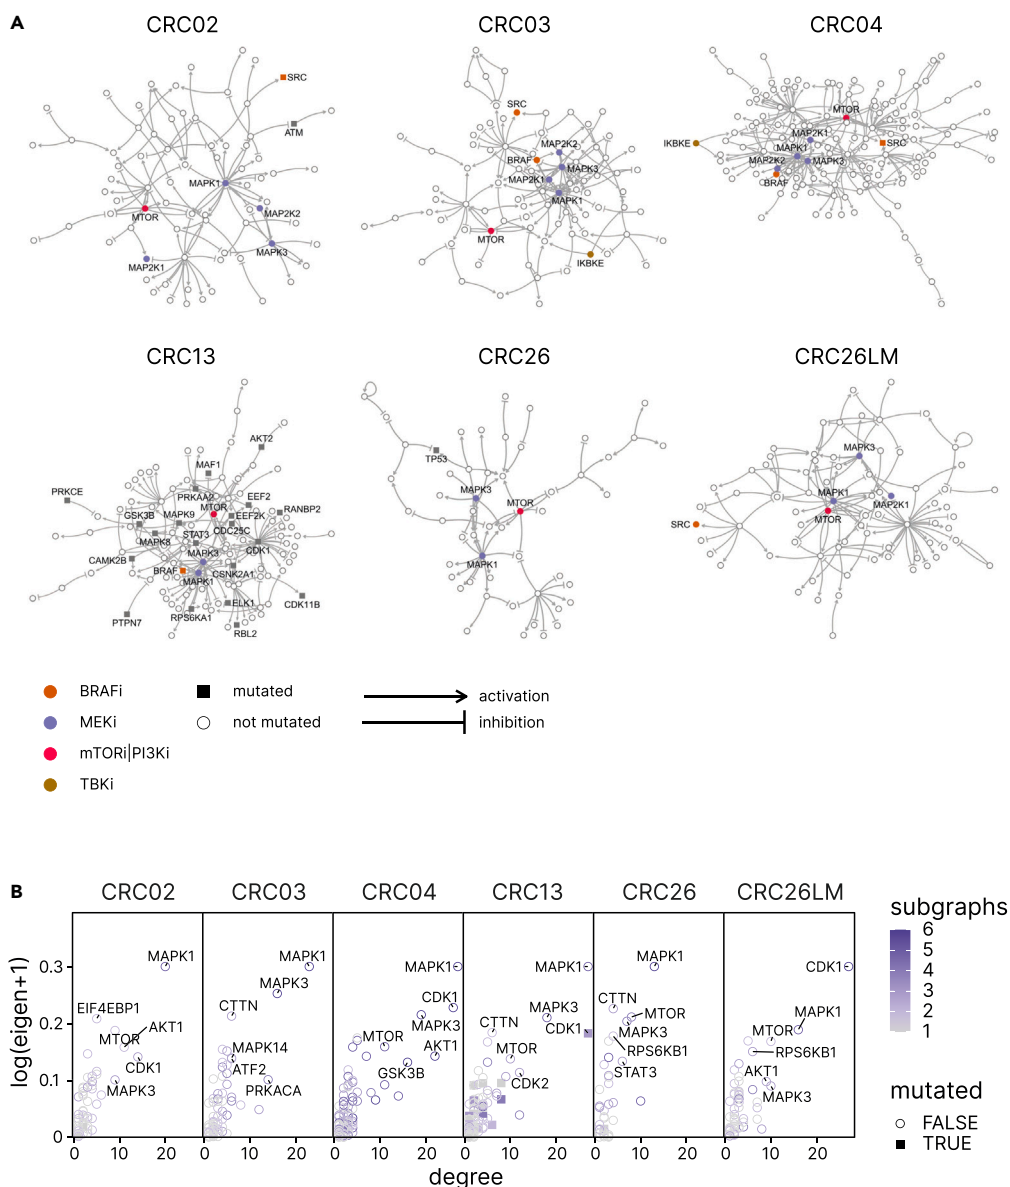 A
CRC02
CRC03
CRC04
SRC
ATM
MAPK1
MTOR
MAP2K2
MAPK3
MAP2K1
SRC
MAP2K2
BRAF
MAPK3
MAP2K1
MAPK1
MTOR
IKBKE
MTOR
MAP2K1
IKBKE
MAPK1
SRC
MAP2K2
MAPK3
BRAF
CRC13
CRC26
CRC26LM
AKT2
MAF1
PRKCE
PRKAA2
EEF2
MTOR
RANBP2
GSK3B
MAPK9
EEF2K
CDC25C
STAT3
MAPK8
MAPK3
CDK1
CAMK2B
BRAF
CSNK2A1
MAPK1
ELK1
CDK11B
PTPN7
RPS6KA1
RBL2
TP53
MAPK3
MTOR
MAPK1
MAPK3
MAPK1
MAP2K1
MTOR
SRC
BRAFi
mutated
activation
MEKi
not mutated
inhibition
mTORi|PI3Ki
TBKi
B
CRC02
CRC03
CRC04
CRC13
CRC26
CRC26LM
log(eigen+1)
0.3
0.2
0.1
0
MAPK1
EIF4EBP1
AKT1
MTOR
CDK1
MAPK3
MAPK1
MAPK3
CTTN
MAPK14
ATF2
PRKACA
MAPK1
CDK1
MAPK3
MTOR
AKT1
GSK3B
MAPK1
MAPK3
CTTN
CDK1
MTOR
CDK2
MAPK1
CTTN
MTOR
MAPK3
RPS6KB1
STAT3
CDK1
MAPK1
MTOR
RPS6KB1
AKT1
MAPK3
0 10 20 0 10 20 0 10 20 0 10 20 0 10 20 0 10 20
degree
subgraphs
6
5
4
3
2
1
mutated
FALSE
TRUE